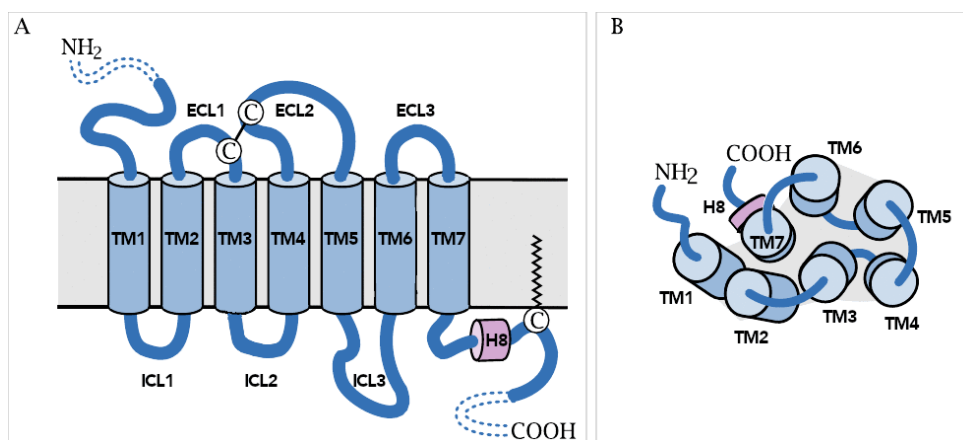 A
NH2
ECL1
ECL2
ECL3
C
C
TM1 TM2 TM3 TM4 TM5 TM6 TM7
C
H8
ICL1
ICL2
ICL3
COOH
B
TM6
COOH
NH2
H8
TM5
TM7
TM1
TM2
TM3
TM4